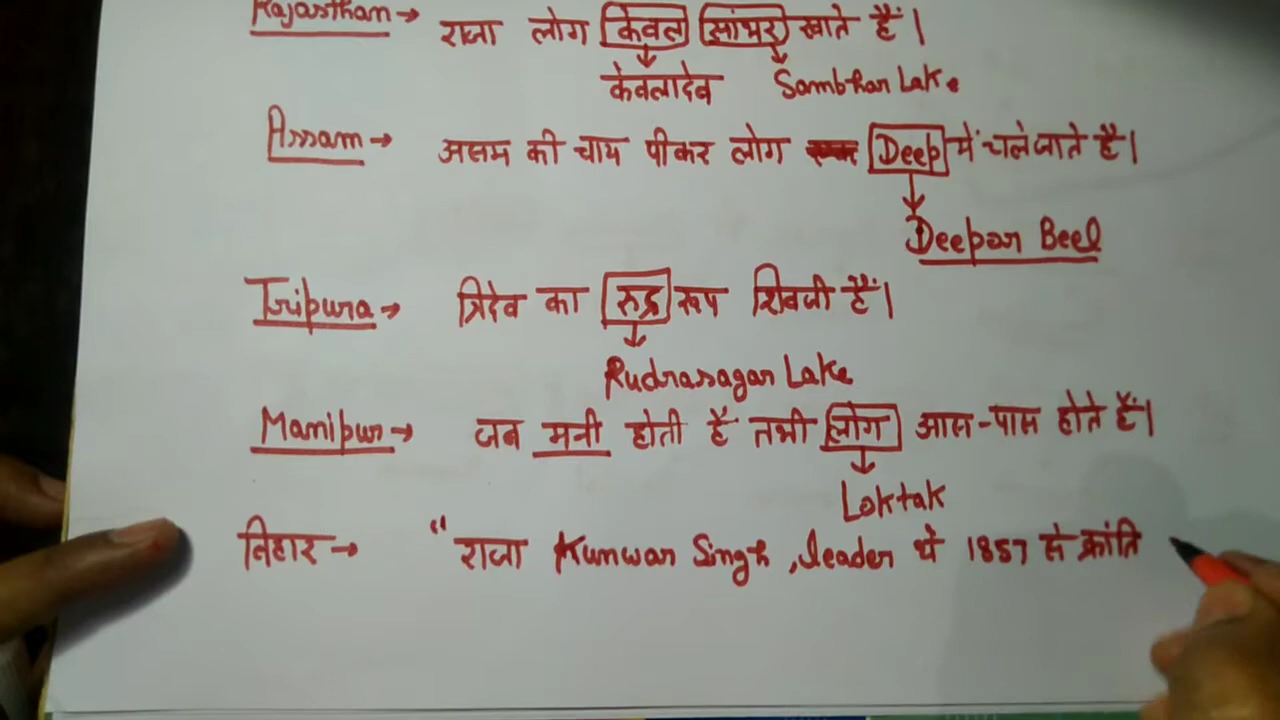 Rajasthan → राजा लोग केवल सांभर खाते हैं।
केवलादेव Sambhar Lake
Assam → असम की चाय पीकर लोग Deep में चले जाते हैं।
Deepor Beel
Tripura → त्रिदेव का रुद्र रूप शिवजी हैं।
Rudrasagar Lake
Manipur → जब मनी होती हैं तभी लोग आस-पास होते हैं।
Loktak
बिहार → "राजा Kunwar Singh, leader थे 1857 से क्रांति